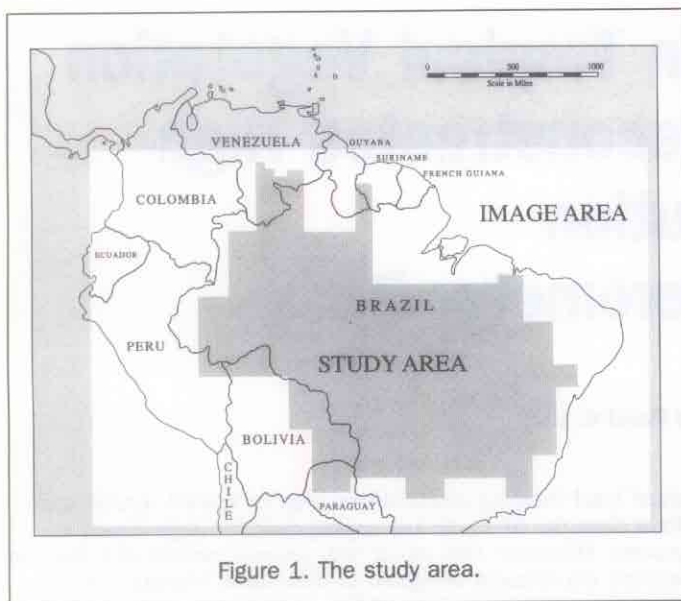 0 500 1000
Scale in Miles
VENEZUELA
GUYANA
SURINAME
FRENCH GUIANA
COLOMBIA
IMAGE AREA
ECUADOR
BRAZIL
PERU
STUDY AREA
BOLIVIA
CHILE
PARAGUAY
Figure 1. The study area.